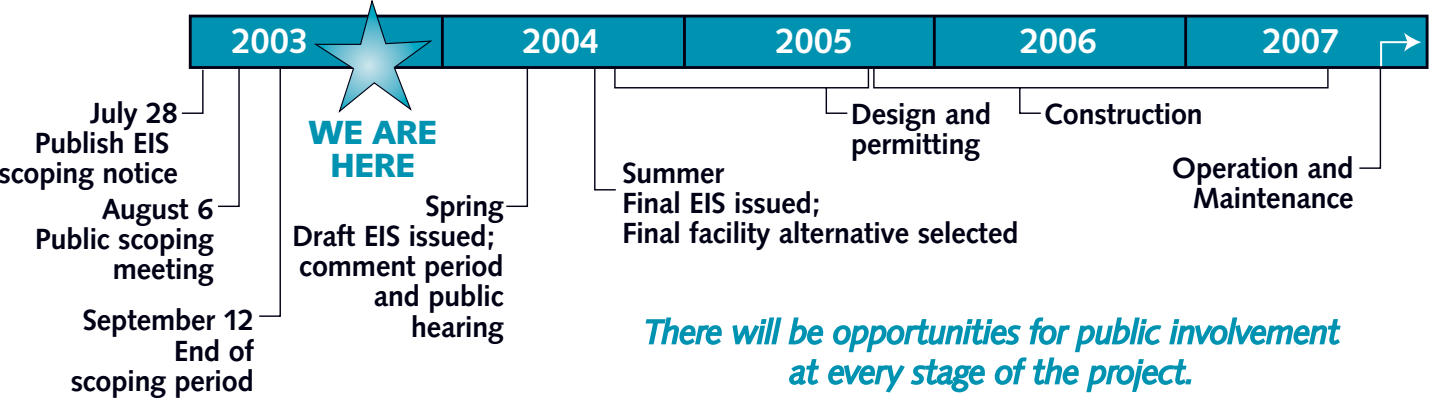 2003
2004
2005
2006
2007
WE ARE
HERE
July 28
Publish EIS
scoping notice
August 6
Public scoping
meeting
September 12
End of
scoping period
Spring
Draft EIS issued;
comment period
and public
hearing
Summer
Final EIS issued;
Final facility alternative selected
Design and
permitting
Construction
Operation and
Maintenance
There will be opportunities for public involvement
at every stage of the project.